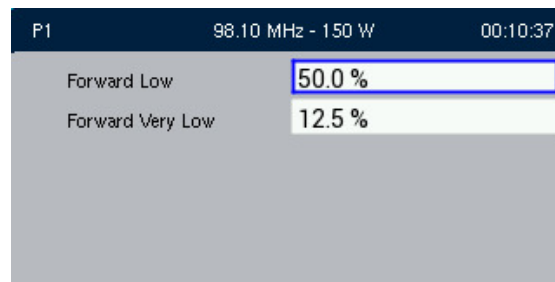 P1 98.10 MHz - 150 W 00:10:37
Forward Low 50.0 %
Forward Very Low 12.5 %